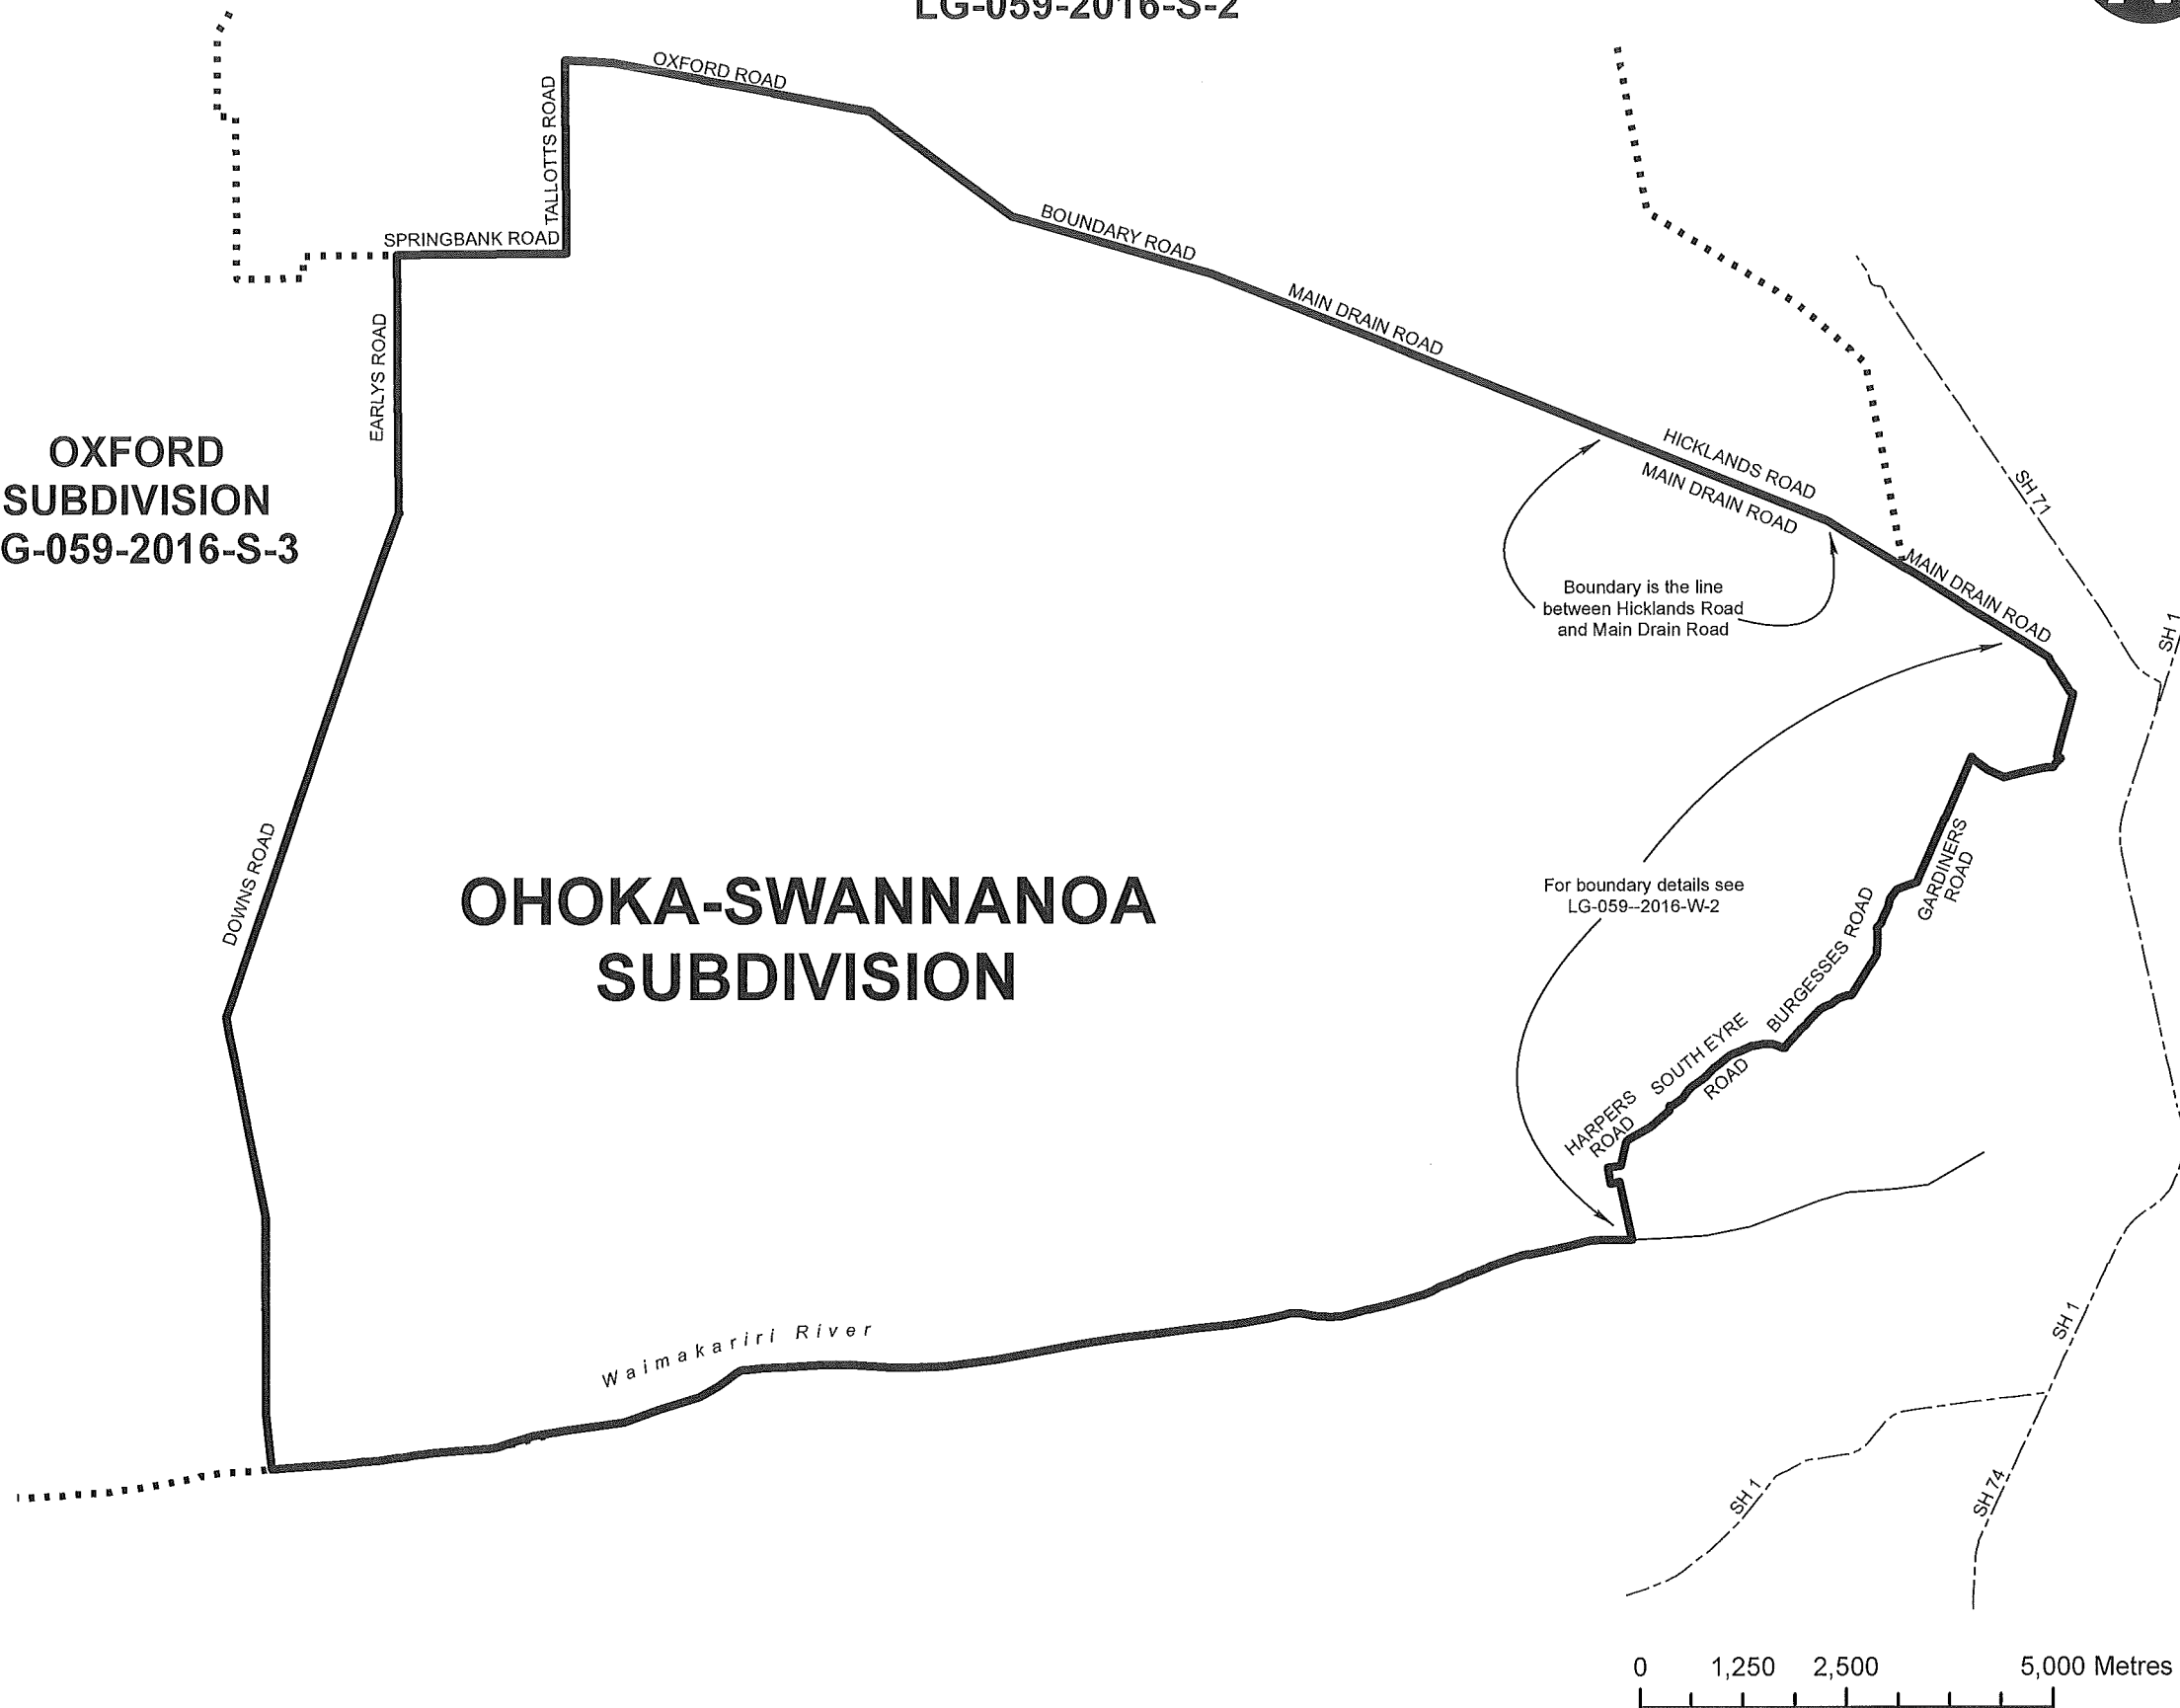 LG-059-2016-S-2
OXFORD ROAD
TALLOTTS ROAD
SPRINGBANK ROAD
BOUNDARY ROAD
MAIN DRAIN ROAD
EARLYS ROAD
HICKLANDS ROAD
MAIN DRAIN ROAD
SH 71
OXFORD
SUBDIVISION
G-059-2016-S-3
MAIN DRAIN ROAD
Boundary is the line
between Hicklands Road
and Main Drain Road
SH 1
DOWNS ROAD
OHOKA-SWANNANOA
SUBDIVISION
For boundary details see
LG-059--2016-W-2
GARDINERS
ROAD
BURGESSES ROAD
SOUTH EYRE
ROAD
HARPERS
ROAD
Waimakariri River
SH 1
SH 1
SH 74
0 1,250 2,500 5,000 Metres